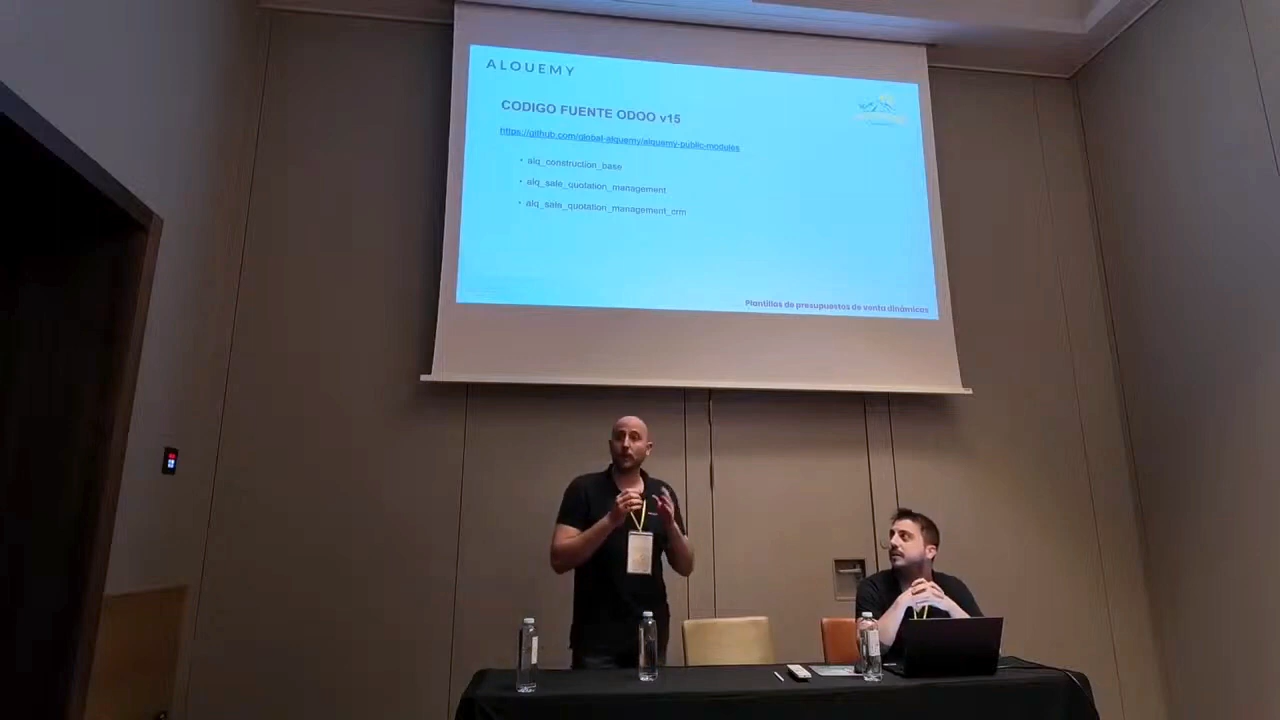 ALQUEMY
CODIGO FUENTE ODOO v15
https://github.com/global-alquemy/alquemy-public-modules
• alq_construction_base
• alq_sale_quotation_management
• alq_sale_quotation_management_crm
Plantillas de presupuestos de venta dinámicas